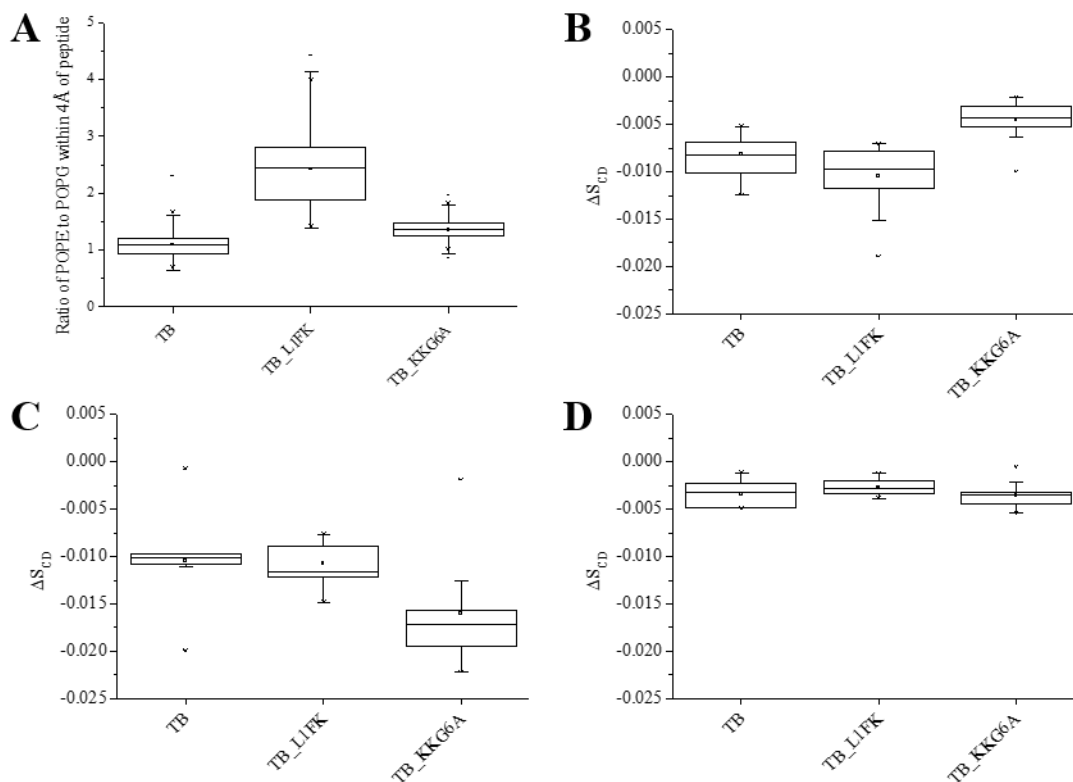 A
Ratio of POPE to POPG within 4Å of peptide
5
4
3
2
1
0
TB
TB_L1FK
TB_KKG6A
B
ΔS_CD
0.005
0.000
-0.005
-0.010
-0.015
-0.020
-0.025
TB
TB_L1FK
TB_KKG6A
C
ΔS_CD
0.005
0.000
-0.005
-0.010
-0.015
-0.020
-0.025
TB
TB_L1FK
TB_KKG6A
D
ΔS_CD
0.005
0.000
-0.005
-0.010
-0.015
-0.020
-0.025
TB
TB_L1FK
TB_KKG6A